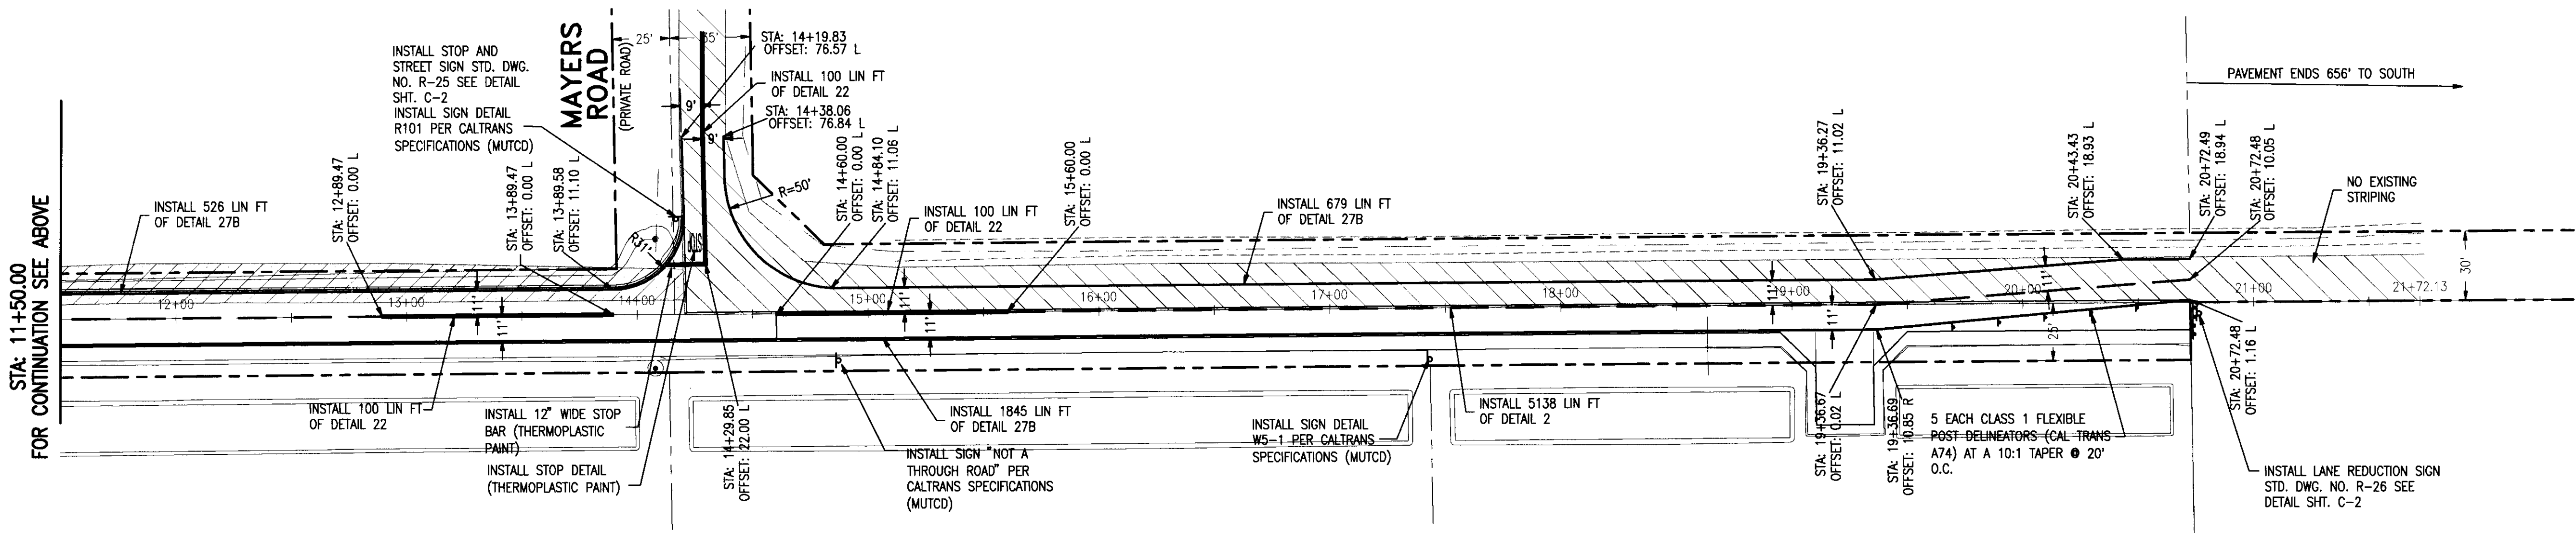 STA: 11+50.00
FOR CONTINUATION SEE ABOVE
INSTALL 526 LIN FT
OF DETAIL 27B
STA: 12+89.47
OFFSET: 0.00 L
INSTALL STOP AND
STREET SIGN STD. DWG.
NO. R-25 SEE DETAIL
SHT. C-2
INSTALL SIGN DETAIL
R101 PER CALTRANS
SPECIFICATIONS (MUTCD)
STA: 13+89.47
OFFSET: 0.00 L
STA: 13+89.58
OFFSET: 11.10 L
MAYERS
ROAD
(PRIVATE ROAD)
25'
35'
STA: 14+19.83
OFFSET: 76.57 L
INSTALL 100 LIN FT
OF DETAIL 22
9'
STA: 14+38.06
OFFSET: 76.84 L
9'
R=50'
R31'
STOP
STA: 14+60.00
OFFSET: 0.00 L
STA: 14+84.10
OFFSET: 11.06 L
INSTALL 100 LIN FT
OF DETAIL 22
STA: 15+60.00
OFFSET: 0.00 L
INSTALL 679 LIN FT
OF DETAIL 27B
STA: 19+36.27
OFFSET: 11.02 L
STA: 20+43.43
OFFSET: 18.93 L
STA: 20+72.49
OFFSET: 18.94 L
STA: 20+72.48
OFFSET: 10.05 L
PAVEMENT ENDS 656' TO SOUTH
NO EXISTING
STRIPING
30'
12+00
13+00
14+00
15+00
16+00
17+00
18+00
19+00
20+00
21+00
21+72.13
11'
11'
11'
11'
11'
11'
11'
11'
25'
INSTALL 100 LIN FT
OF DETAIL 22
INSTALL 12" WIDE STOP
BAR (THERMOPLASTIC
PAINT)
INSTALL STOP DETAIL
(THERMOPLASTIC PAINT)
STA: 14+29.85
OFFSET: 22.00 L
INSTALL 1845 LIN FT
OF DETAIL 27B
INSTALL SIGN "NOT A
THROUGH ROAD" PER
CALTRANS SPECIFICATIONS
(MUTCD)
INSTALL SIGN DETAIL
W5-1 PER CALTRANS
SPECIFICATIONS (MUTCD)
INSTALL 5138 LIN FT
OF DETAIL 2
STA: 19+36.67
OFFSET: 0.02 L
STA: 19+36.69
OFFSET: 10.85 R
5 EACH CLASS 1 FLEXIBLE
POST DELINEATORS (CAL TRANS
A74) AT A 10:1 TAPER @ 20'
O.C.
STA: 20+72.48
OFFSET: 1.16 L
INSTALL LANE REDUCTION SIGN
STD. DWG. NO. R-26 SEE
DETAIL SHT. C-2